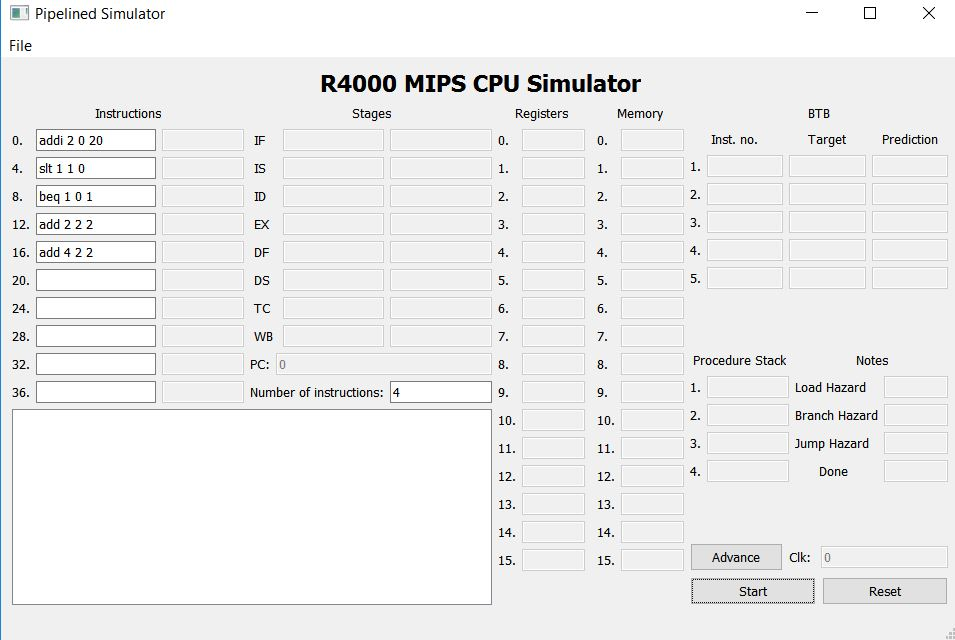 Pipelined Simulator
File
R4000 MIPS CPU Simulator
Instructions Stages Registers Memory BTB
Inst. no. Target Prediction
0. addi 2 0 20 IF 0. 0.
1.
4. slt 1 1 0 IS 1. 1.
2.
8. beq 1 0 1 ID 2. 2.
3.
12. add 2 2 2 EX 3. 3.
4.
16. add 4 2 2 DF 4. 4.
5.
20. DS 5. 5.
24. TC 6. 6.
28. WB 7. 7.
32. PC: 0 8. 8. Procedure Stack Notes
36. Number of instructions: 4 9. 9. 1. Load Hazard
10. 10. 2. Branch Hazard
11. 11. 3. Jump Hazard
12. 12. 4. Done
13. 13.
14. 14.
15. 15. Advance Clk: 0
Start Reset